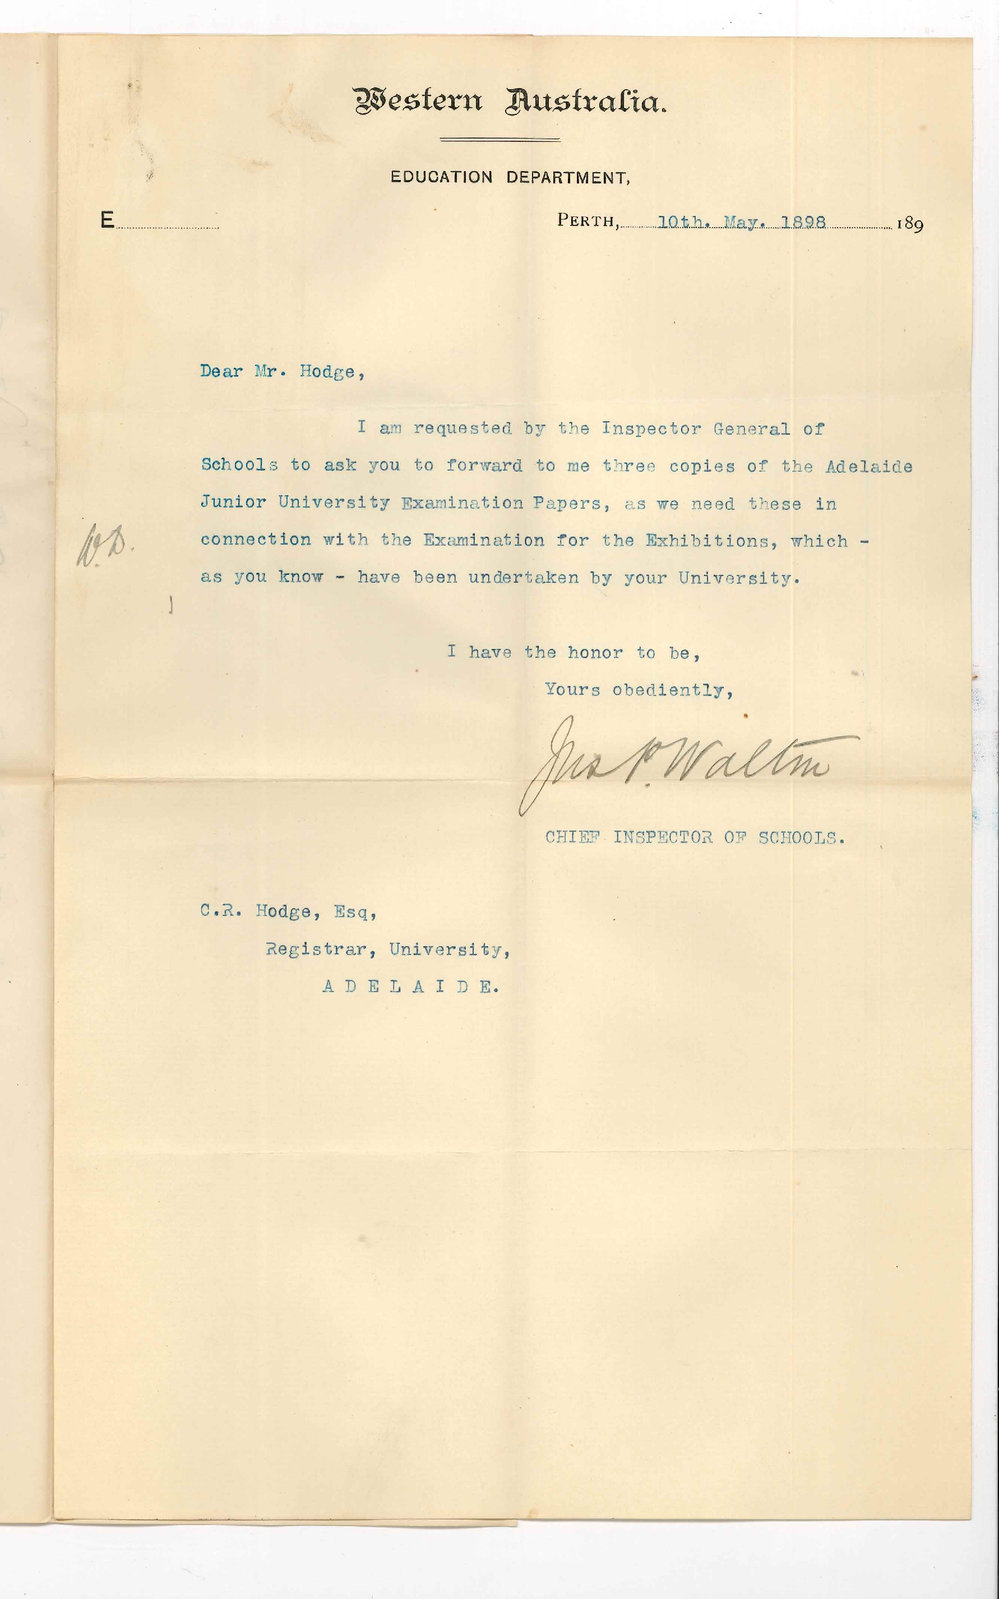 Western Australia.
EDUCATION DEPARTMENT,
E
PERTH, 10th. May. 1898 189
Dear Mr. Hodge,
I am requested by the Inspector General of
Schools to ask you to forward to me three copies of the Adelaide
Junior University Examination Papers, as we need these in
connection with the Examination for the Exhibitions, which -
as you know - have been undertaken by your University.
I have the honor to be,
Yours obediently,
Jas P. Walton
CHIEF INSPECTOR OF SCHOOLS.
C.R. Hodge, Esq,
Registrar, University,
A D E L A I D E.